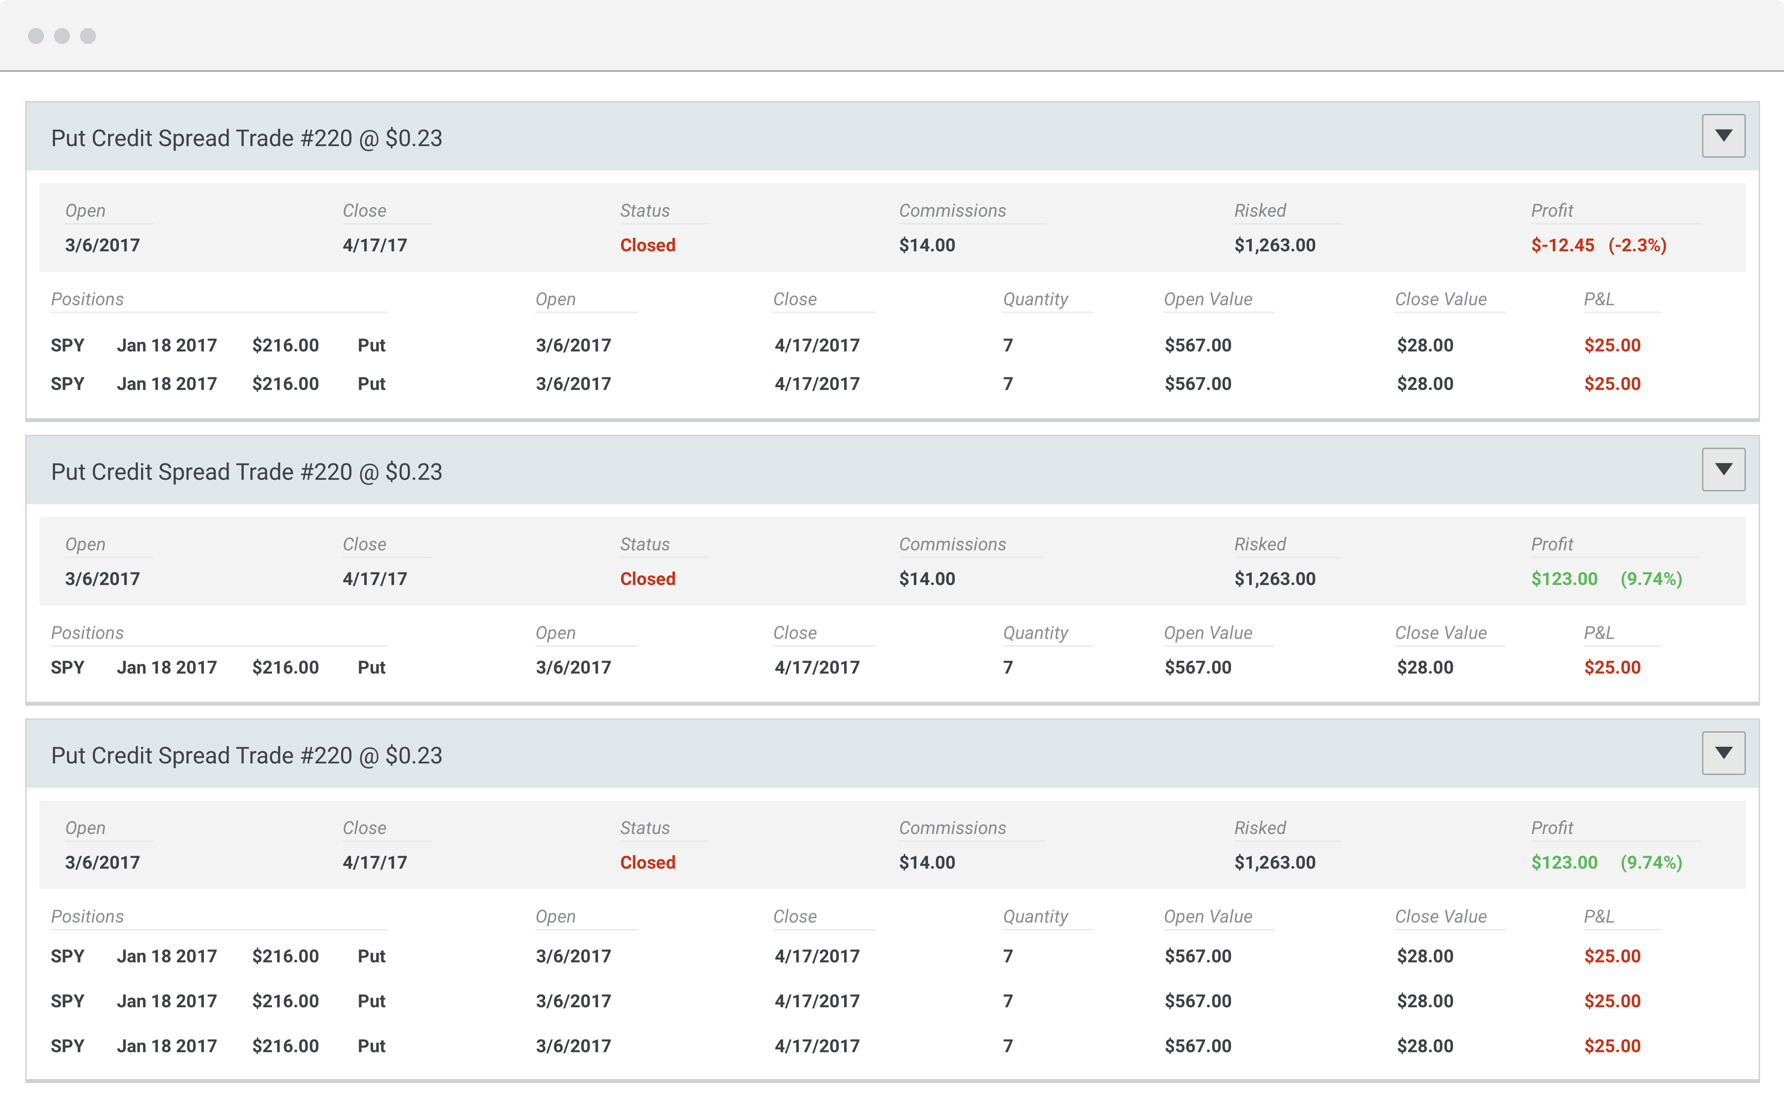 Put Credit Spread Trade #220 @ $0.23
Open Close Status Commissions Risked Profit
3/6/2017 4/17/17 Closed $14.00 $1,263.00 $-12.45 (-2.3%)
Positions Open Close Quantity Open Value Close Value P&L
SPY Jan 18 2017 $216.00 Put 3/6/2017 4/17/2017 7 $567.00 $28.00 $25.00
SPY Jan 18 2017 $216.00 Put 3/6/2017 4/17/2017 7 $567.00 $28.00 $25.00
Put Credit Spread Trade #220 @ $0.23
Open Close Status Commissions Risked Profit
3/6/2017 4/17/17 Closed $14.00 $1,263.00 $123.00 (9.74%)
Positions Open Close Quantity Open Value Close Value P&L
SPY Jan 18 2017 $216.00 Put 3/6/2017 4/17/2017 7 $567.00 $28.00 $25.00
Put Credit Spread Trade #220 @ $0.23
Open Close Status Commissions Risked Profit
3/6/2017 4/17/17 Closed $14.00 $1,263.00 $123.00 (9.74%)
Positions Open Close Quantity Open Value Close Value P&L
SPY Jan 18 2017 $216.00 Put 3/6/2017 4/17/2017 7 $567.00 $28.00 $25.00
SPY Jan 18 2017 $216.00 Put 3/6/2017 4/17/2017 7 $567.00 $28.00 $25.00
SPY Jan 18 2017 $216.00 Put 3/6/2017 4/17/2017 7 $567.00 $28.00 $25.00